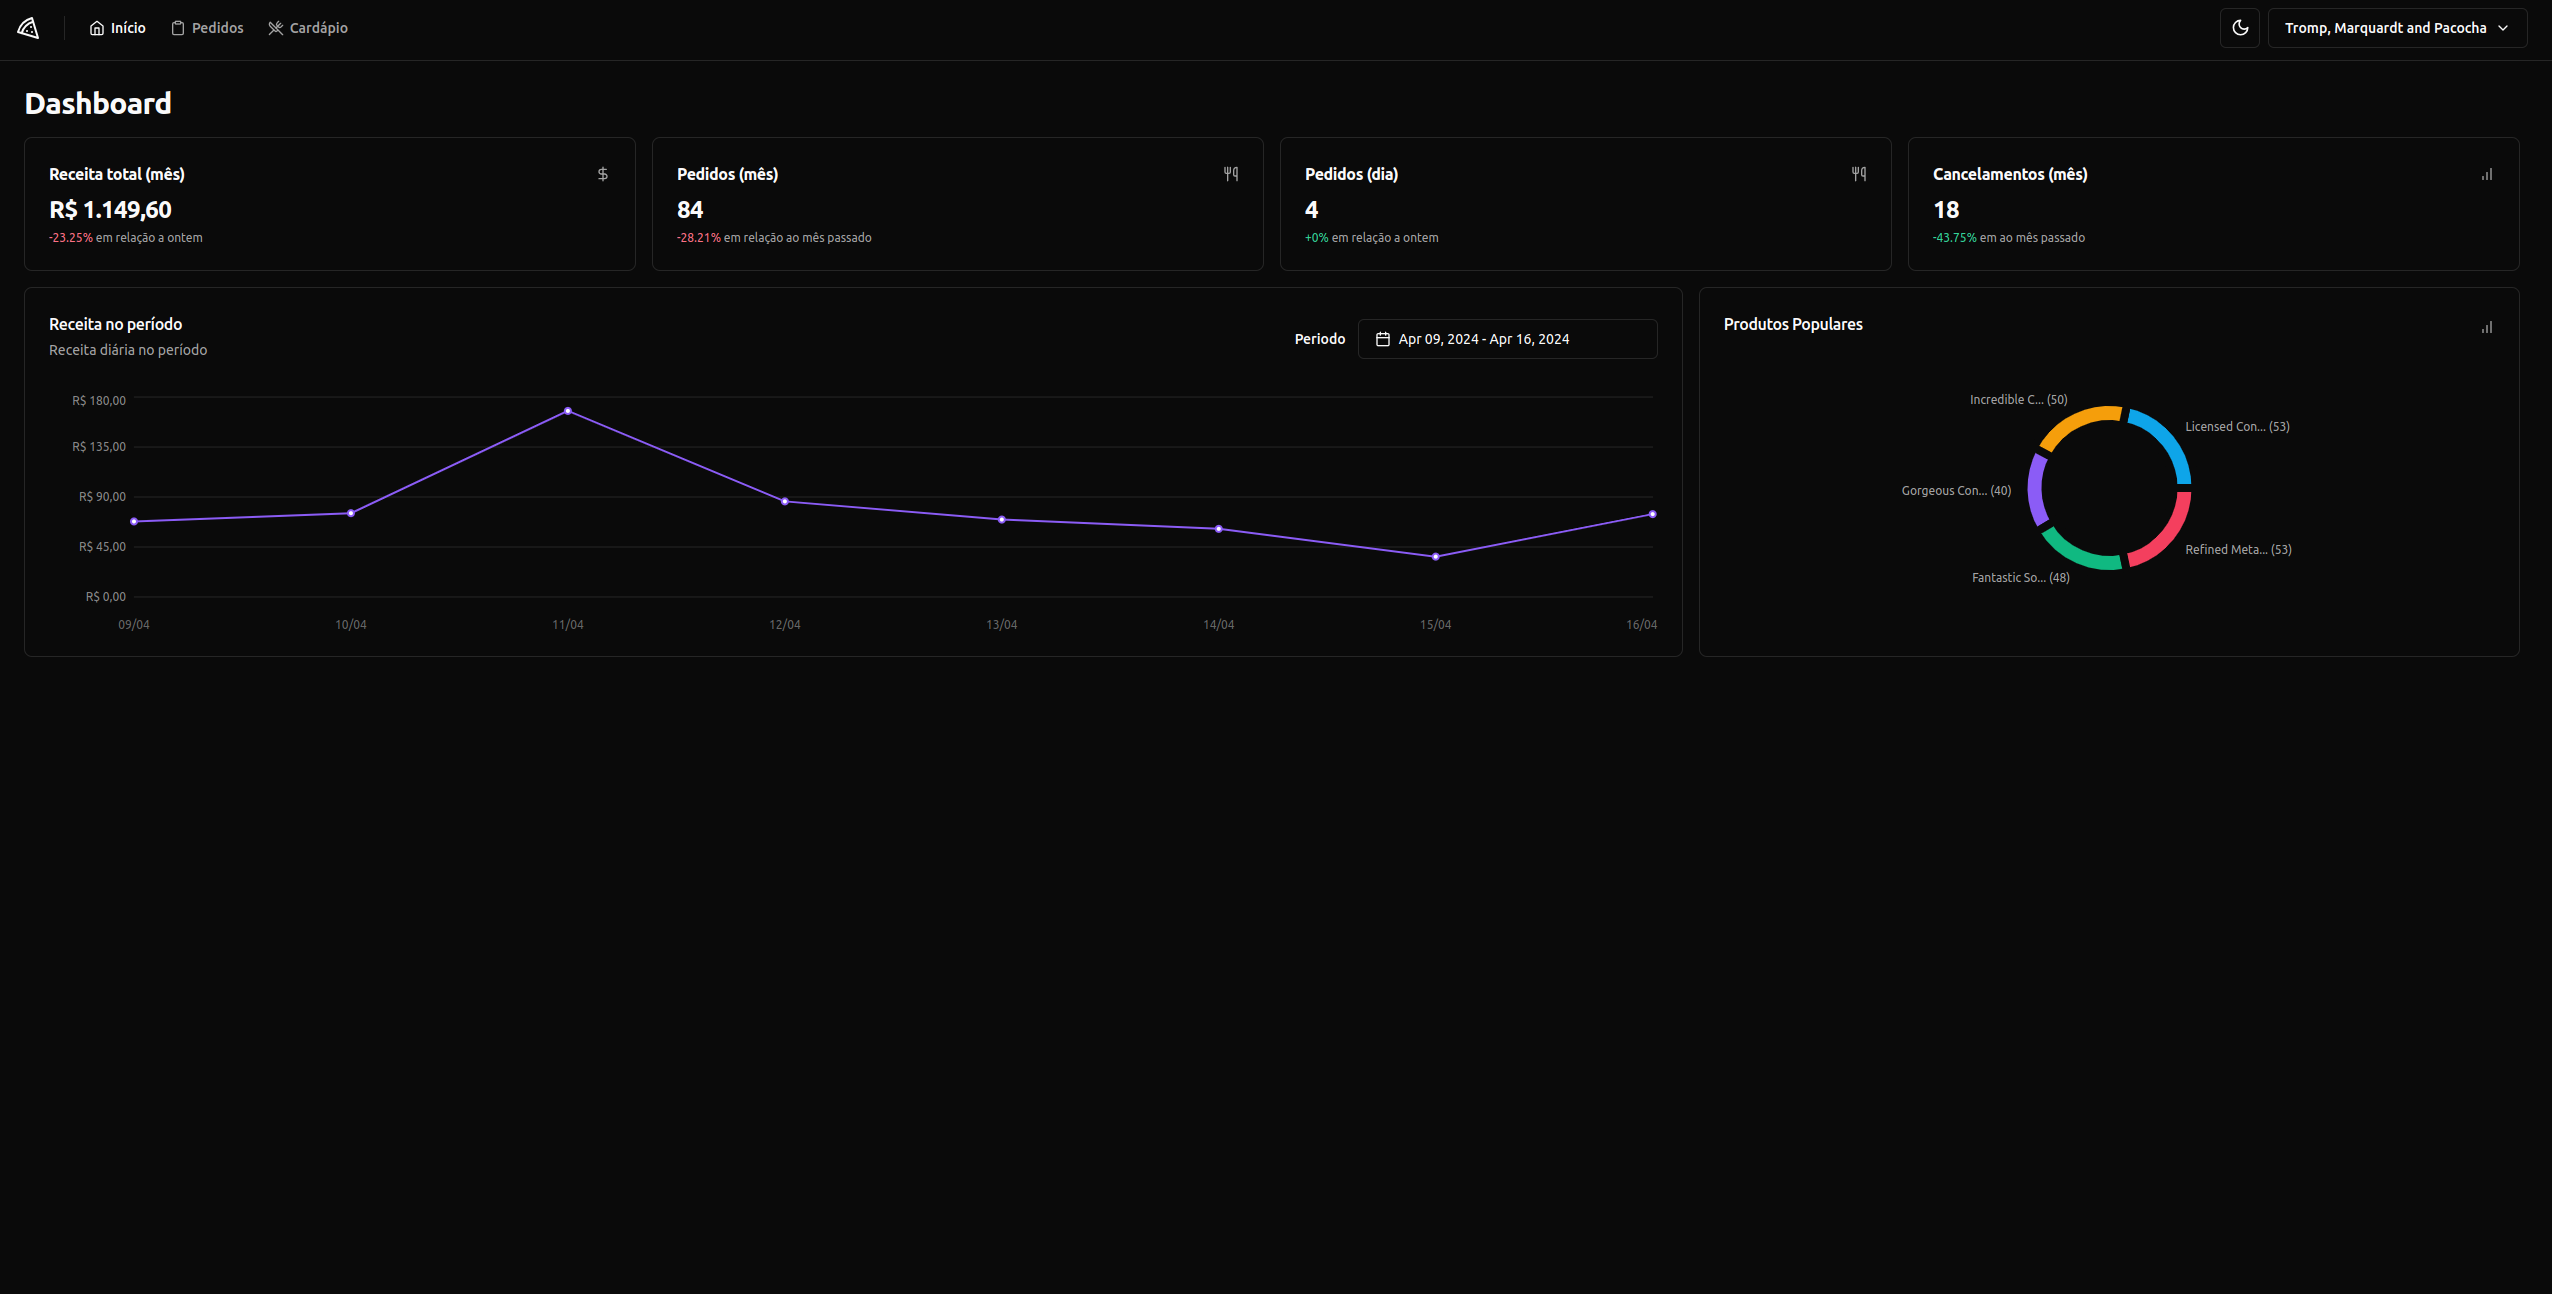 Início
Pedidos
Cardápio
Tromp, Marquardt and Pacocha
Dashboard
Receita total (mês)
R$ 1.149,60
-23.25% em relação a ontem
Pedidos (mês)
84
-28.21% em relação ao mês passado
Pedidos (dia)
4
+0% em relação a ontem
Cancelamentos (mês)
18
-43.75% em ao mês passado
Receita no período
Receita diária no período
Periodo
Apr 09, 2024 - Apr 16, 2024
R$ 180,00
R$ 135,00
R$ 90,00
R$ 45,00
R$ 0,00
09/04
10/04
11/04
12/04
13/04
14/04
15/04
16/04
Produtos Populares
Incredible C... (50)
Licensed Con... (53)
Gorgeous Con... (40)
Refined Meta... (53)
Fantastic So... (48)